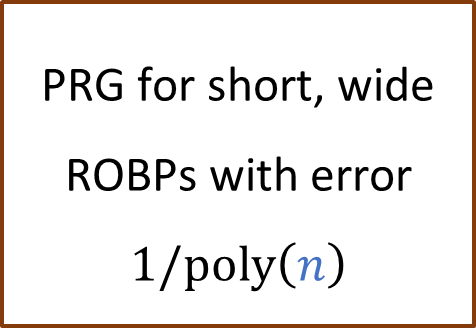 PRG for short, wide
ROBPs with error
1/poly(n)